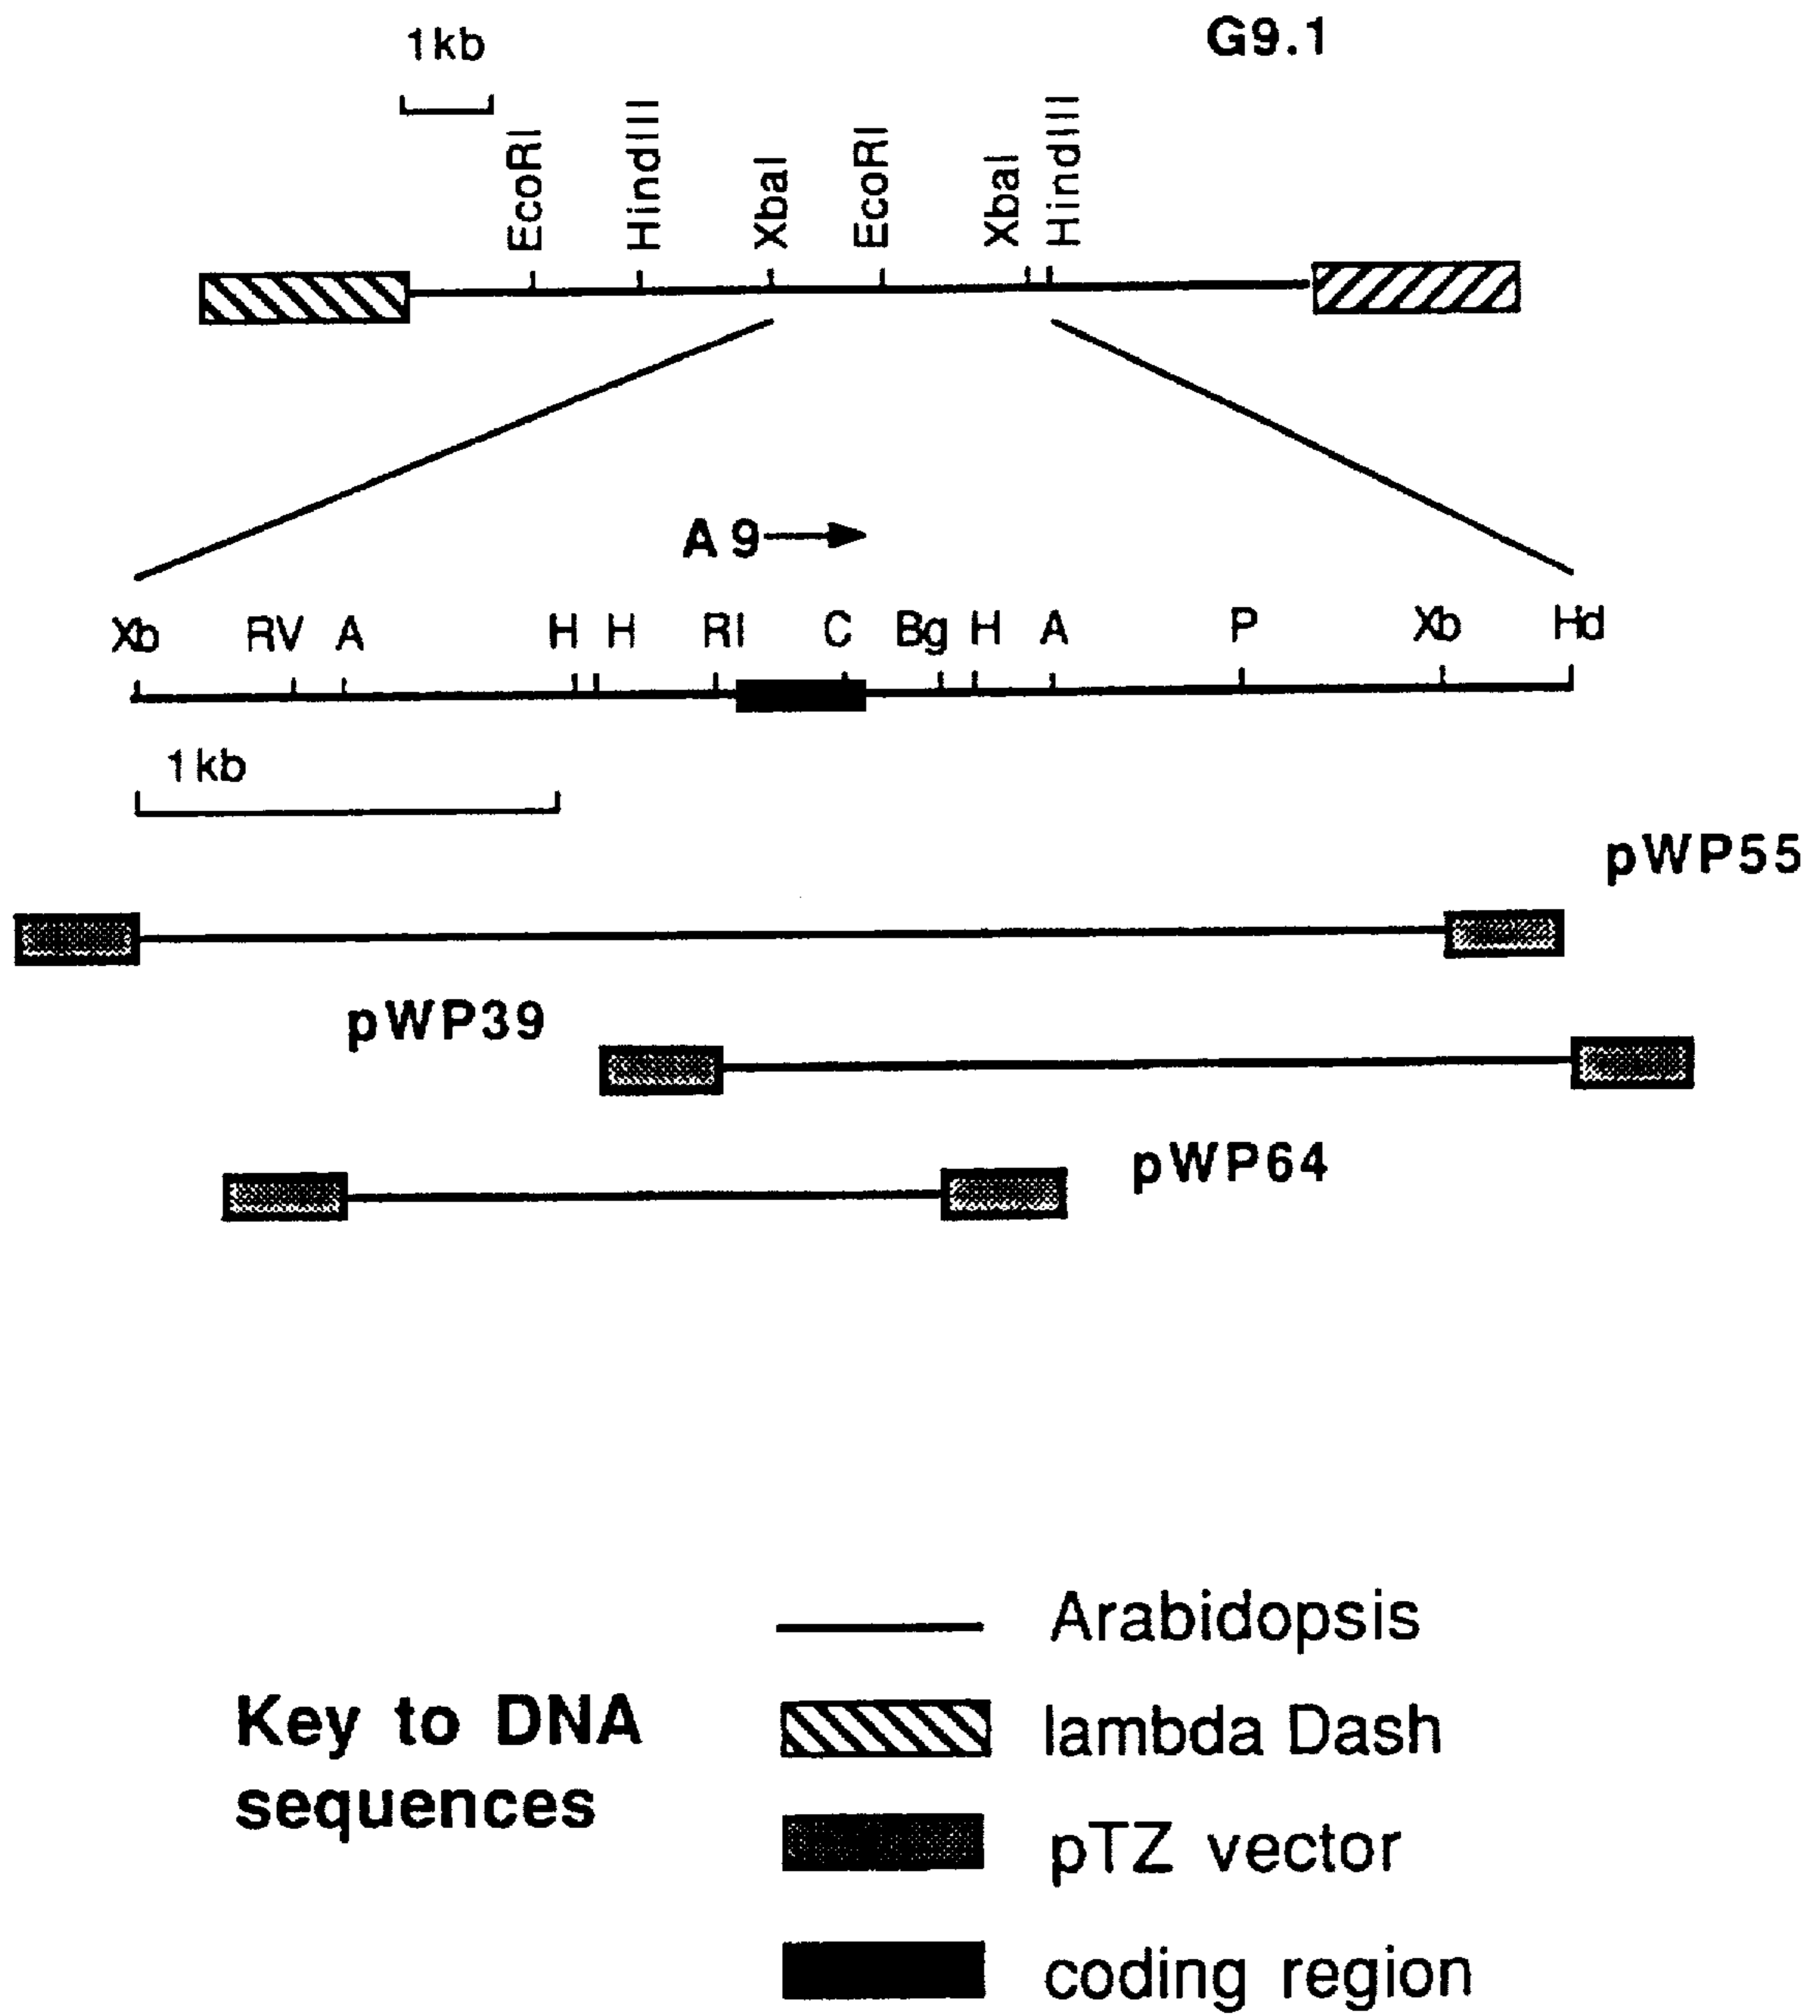 1kb
G9.1
EcoRI
HindIII
XbaI
EcoRI
XbaI
HindIII
A9
Xb RV A H H RI C Bg H A P Xb Hd
1kb
pWP55
pWP39
pWP64
Key to DNA
sequences
Arabidopsis
lambda Dash
pTZ vector
coding region